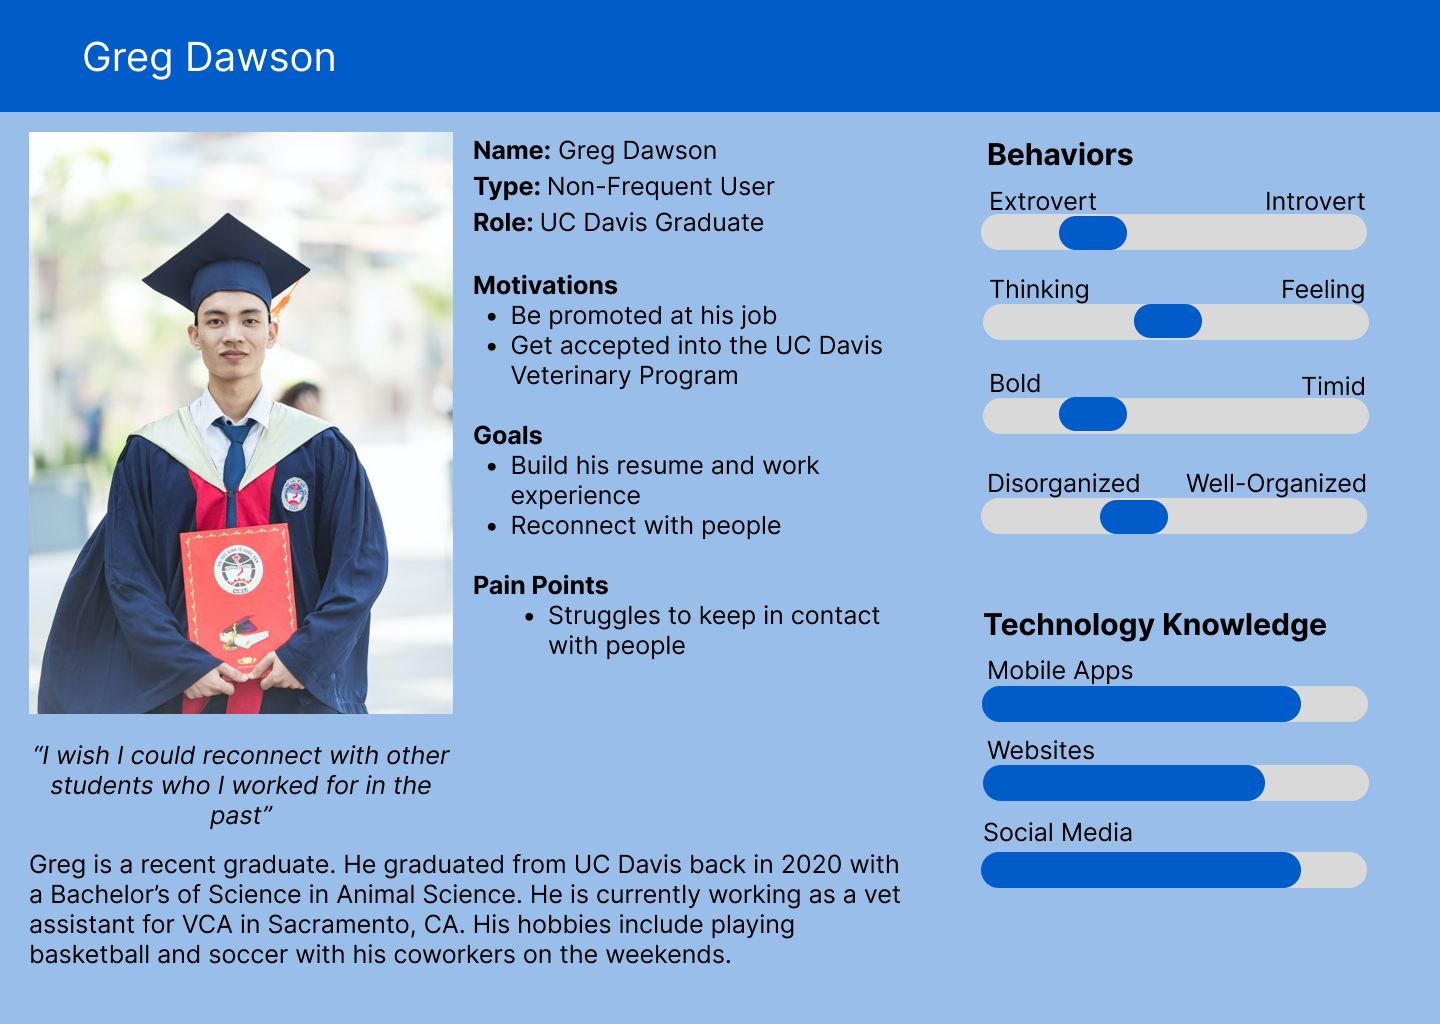 Greg Dawson
Name: Greg Dawson
Type: Non-Frequent User
Role: UC Davis Graduate
Motivations
• Be promoted at his job
• Get accepted into the UC Davis
Veterinary Program
Goals
• Build his resume and work
experience
• Reconnect with people
Pain Points
• Struggles to keep in contact
with people
“I wish I could reconnect with other
students who I worked for in the
past”
Greg is a recent graduate. He graduated from UC Davis back in 2020 with
a Bachelor’s of Science in Animal Science. He is currently working as a vet
assistant for VCA in Sacramento, CA. His hobbies include playing
basketball and soccer with his coworkers on the weekends.
Behaviors
Extrovert Introvert
Thinking Feeling
Bold Timid
Disorganized Well-Organized
Technology Knowledge
Mobile Apps
Websites
Social Media